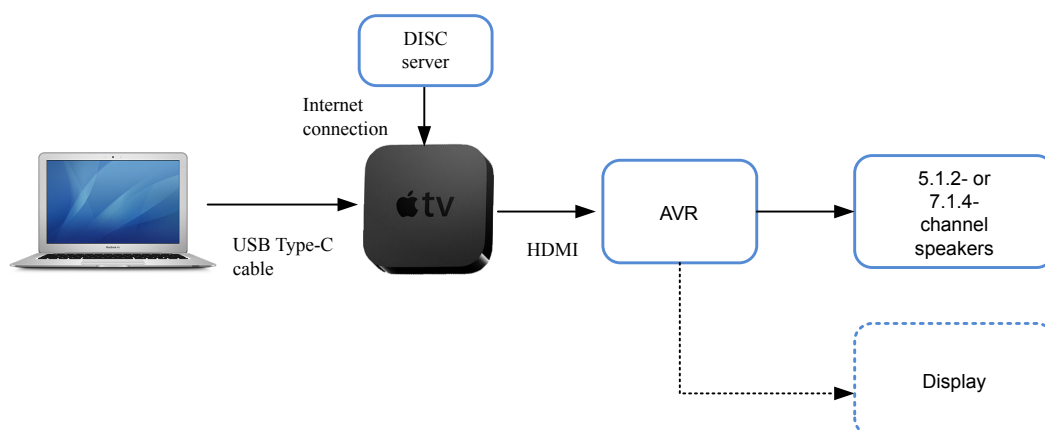 DISC
server
Internet
connection
tv
USB Type-C
cable
HDMI
AVR
5.1.2- or
7.1.4-
channel
speakers
Display